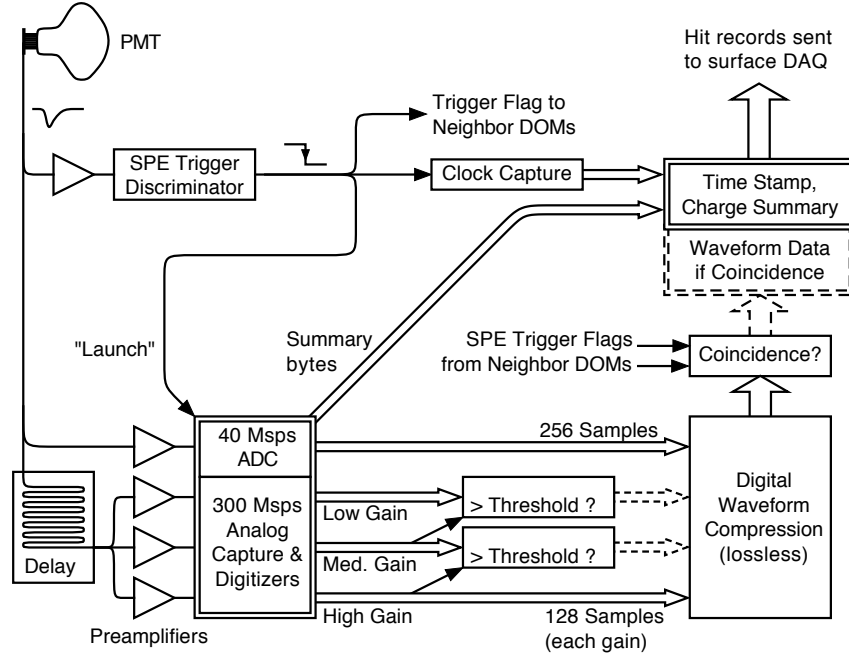 PMT
Hit records sent
to surface DAQ
Trigger Flag to
Neighbor DOMs
SPE Trigger
Discriminator
Clock Capture
Time Stamp,
Charge Summary
Waveform Data
if Coincidence
"Launch"
Summary
bytes
SPE Trigger Flags
from Neighbor DOMs
Coincidence?
40 Msps
ADC
256 Samples
300 Msps
Analog
Capture &
Digitizers
Low Gain
> Threshold ?
Med. Gain
> Threshold ?
High Gain
128 Samples
(each gain)
Digital
Waveform
Compression
(lossless)
Delay
Preamplifiers